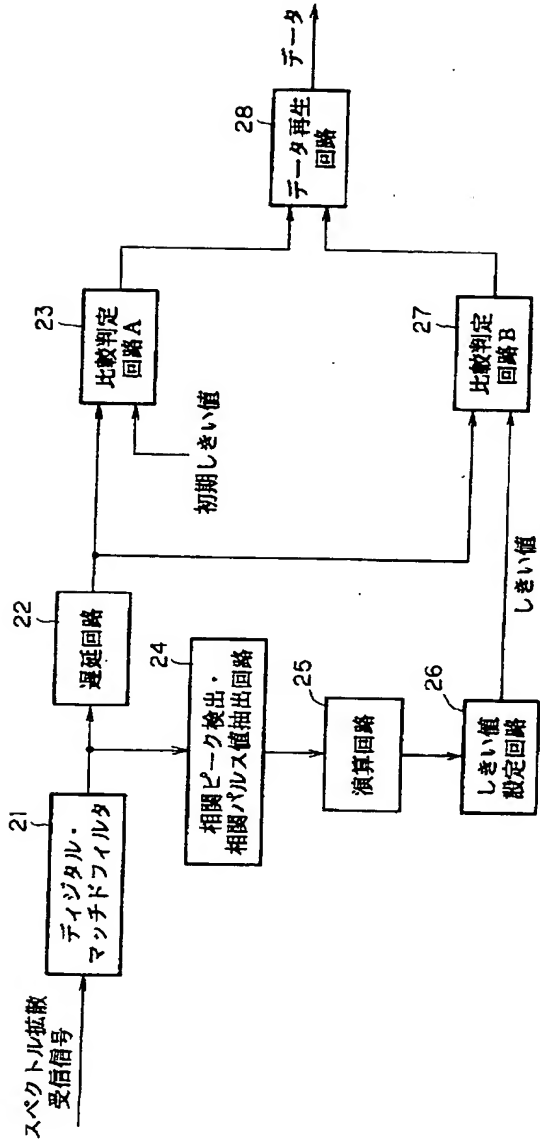 スペクトル拡散
受信信号
21
ディジタル・
マッチドフィルタ
22
遅延回路
23
比較判定
回路A
初期しきい値
24
相関ピーク検出・
相関パルス値抽出回路
25
演算回路
26
しきい値
設定回路
しきい値
27
比較判定
回路B
28
データ再生
回路
データ